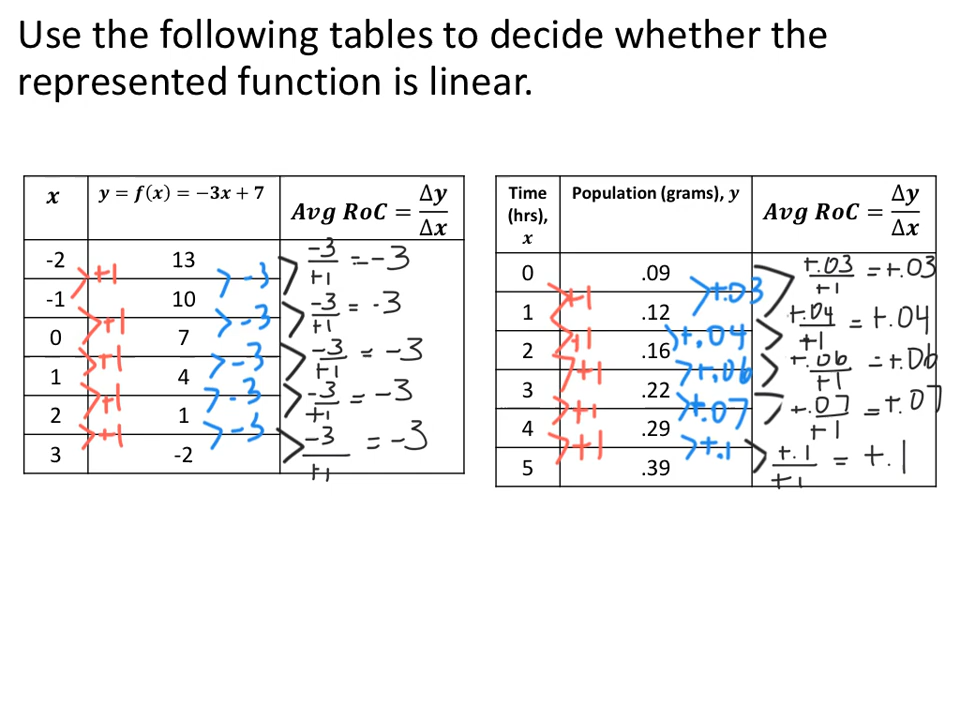 Use the following tables to decide whether the
represented function is linear.
x y = f(x) = −3x + 7 Avg RoC = Δy/Δx
-2 13 -3/+1 = -3
+1 >-3
-1 10 -3/+1 = -3
+1 >-3
0 7 -3/+1 = -3
+1 >-3
1 4 -3/+1 = -3
+1 >-3
2 1 -3/+1 = -3
+1 >-3
3 -2
Time (hrs), x Population (grams), y Avg RoC = Δy/Δx
0 .09 +.03/+1 = +.03
+1 >+.03
1 .12 +.04/+1 = +.04
+1 >+.04
2 .16 +.06/+1 = +.06
+1 >+.06
3 .22 +.07/+1 = +.07
+1 >+.07
4 .29 +.1/+1 = +.1
+1 >+.1
5 .39